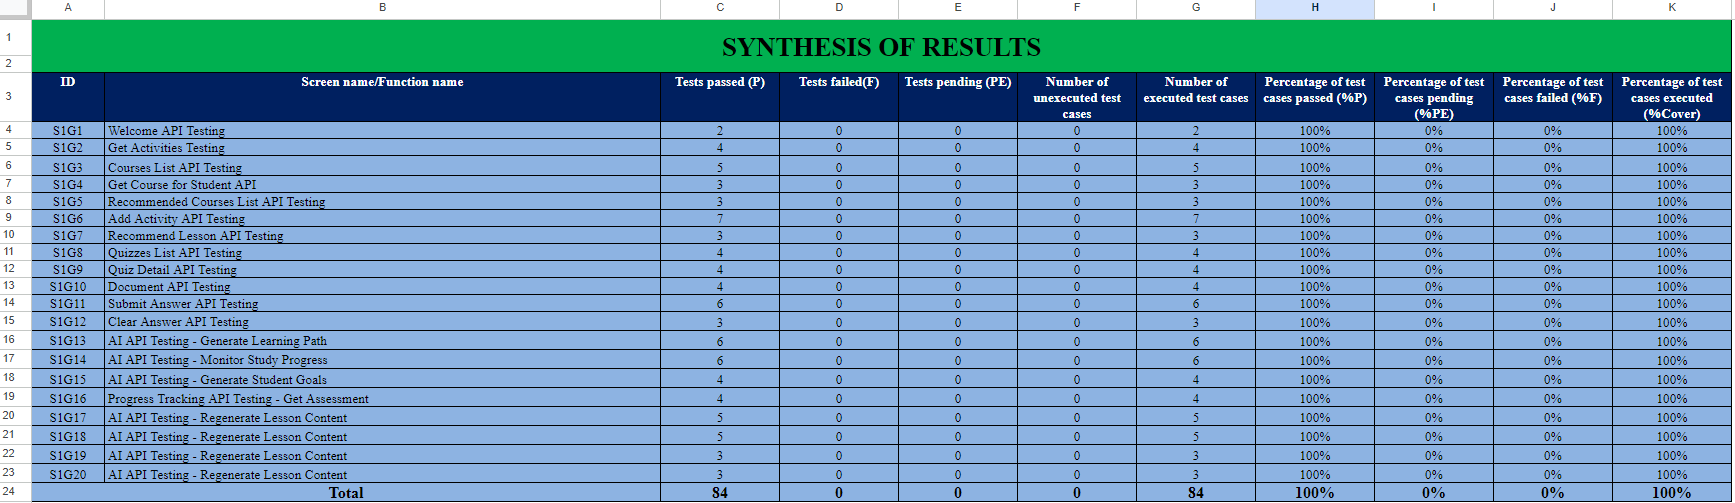 A B C D E F G H I J K
1 SYNTHESIS OF RESULTS
2
3 ID Screen name/Function name Tests passed (P) Tests failed(F) Tests pending (PE) Number of unexecuted test cases Number of executed test cases Percentage of test cases passed (%P) Percentage of test cases pending (%PE) Percentage of test cases failed (%F) Percentage of test cases executed (%Cover)
4 S1G1 Welcome API Testing 2 0 0 0 2 100% 0% 0% 100%
5 S1G2 Get Activities Testing 4 0 0 0 4 100% 0% 0% 100%
6 S1G3 Courses List API Testing 5 0 0 0 5 100% 0% 0% 100%
7 S1G4 Get Course for Student API 3 0 0 0 3 100% 0% 0% 100%
8 S1G5 Recommended Courses List API Testing 3 0 0 0 3 100% 0% 0% 100%
9 S1G6 Add Activity API Testing 7 0 0 0 7 100% 0% 0% 100%
10 S1G7 Recommend Lesson API Testing 3 0 0 0 3 100% 0% 0% 100%
11 S1G8 Quizzes List API Testing 4 0 0 0 4 100% 0% 0% 100%
12 S1G9 Quiz Detail API Testing 4 0 0 0 4 100% 0% 0% 100%
13 S1G10 Document API Testing 4 0 0 0 4 100% 0% 0% 100%
14 S1G11 Submit Answer API Testing 6 0 0 0 6 100% 0% 0% 100%
15 S1G12 Clear Answer API Testing 3 0 0 0 3 100% 0% 0% 100%
16 S1G13 AI API Testing - Generate Learning Path 6 0 0 0 6 100% 0% 0% 100%
17 S1G14 AI API Testing - Monitor Study Progress 6 0 0 0 6 100% 0% 0% 100%
18 S1G15 AI API Testing - Generate Student Goals 4 0 0 0 4 100% 0% 0% 100%
19 S1G16 Progress Tracking API Testing - Get Assessment 4 0 0 0 4 100% 0% 0% 100%
20 S1G17 AI API Testing - Regenerate Lesson Content 5 0 0 0 5 100% 0% 0% 100%
21 S1G18 AI API Testing - Regenerate Lesson Content 5 0 0 0 5 100% 0% 0% 100%
22 S1G19 AI API Testing - Regenerate Lesson Content 3 0 0 0 3 100% 0% 0% 100%
23 S1G20 AI API Testing - Regenerate Lesson Content 3 0 0 0 3 100% 0% 0% 100%
24 Total 84 0 0 0 84 100% 0% 0% 100%